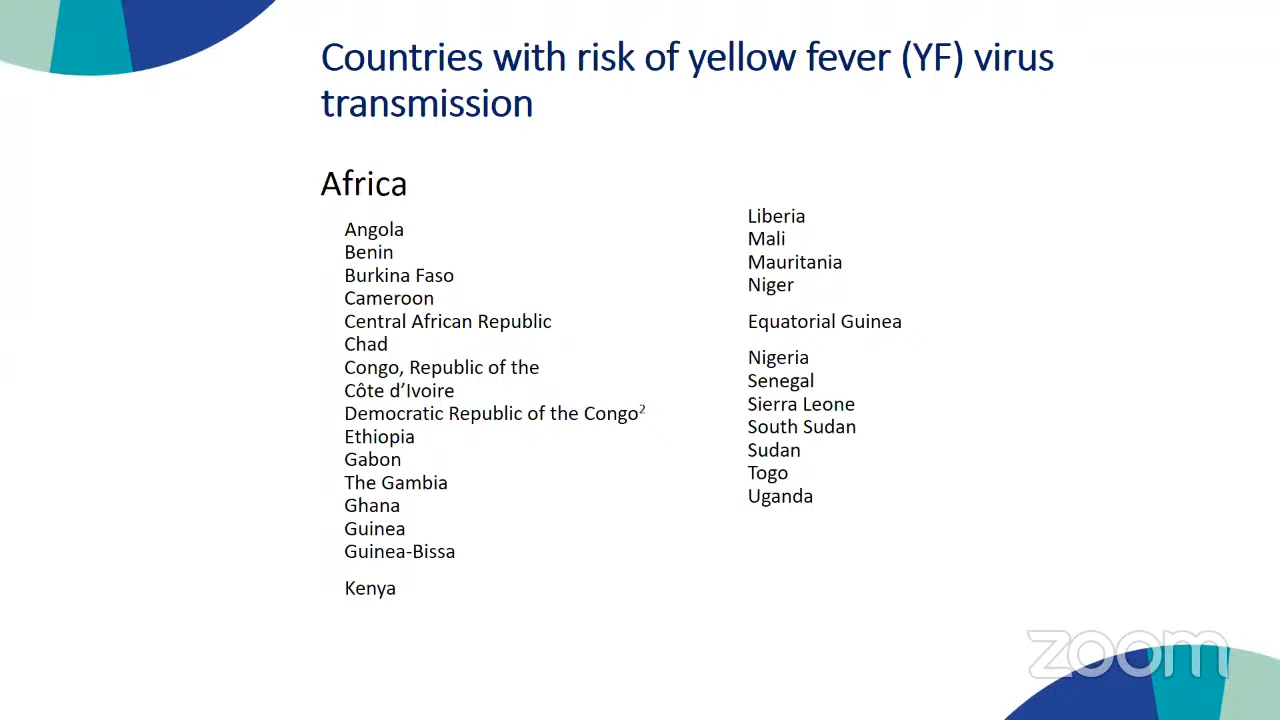 Countries with risk of yellow fever (YF) virus
transmission
Africa
Angola
Benin
Burkina Faso
Cameroon
Central African Republic
Chad
Congo, Republic of the
Côte d’Ivoire
Democratic Republic of the Congo²
Ethiopia
Gabon
The Gambia
Ghana
Guinea
Guinea-Bissa
Kenya
Liberia
Mali
Mauritania
Niger
Equatorial Guinea
Nigeria
Senegal
Sierra Leone
South Sudan
Sudan
Togo
Uganda
zoom